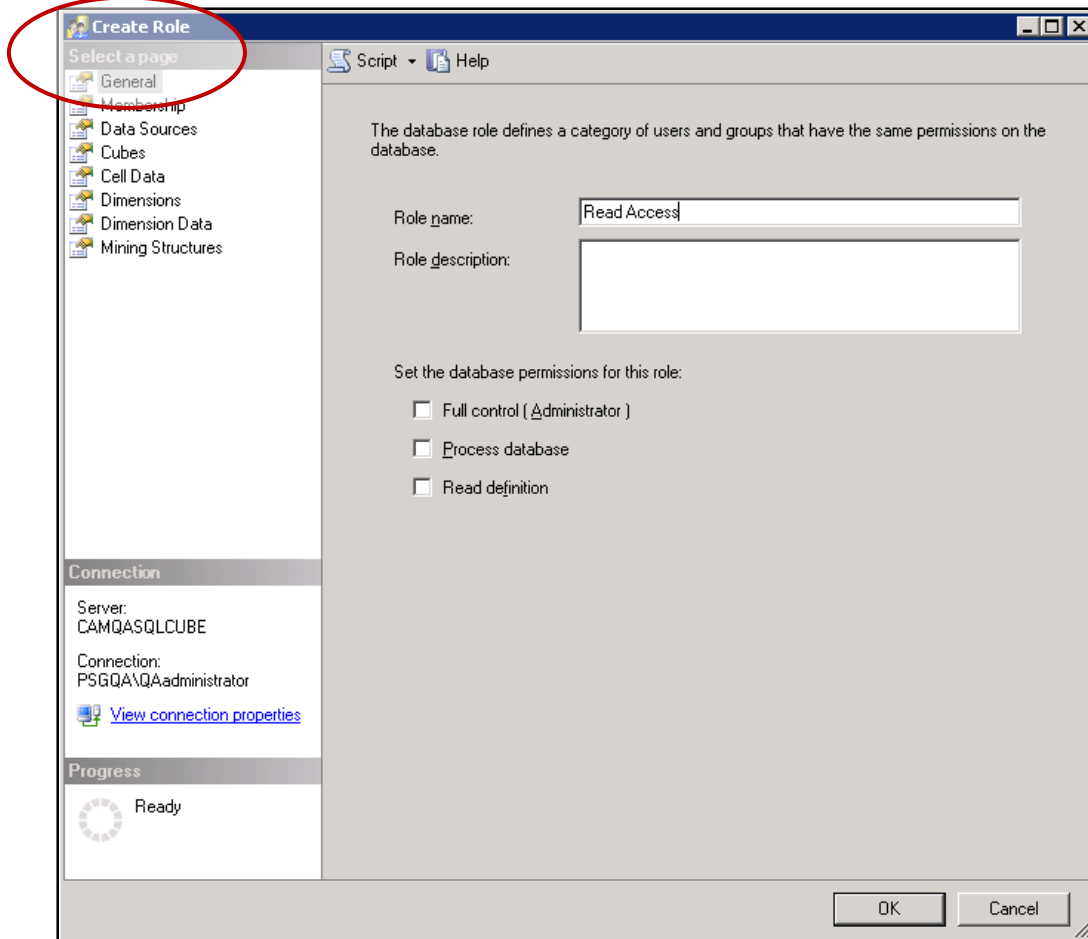 Create Role
Select a page
General
Membership
Data Sources
Cubes
Cell Data
Dimensions
Dimension Data
Mining Structures
Script
Help
The database role defines a category of users and groups that have the same permissions on the
database.
Role name:
Read Access
Role description:
Set the database permissions for this role:
Full control ( Administrator )
Process database
Read definition
Connection
Server:
CAMQASQLCUBE
Connection:
PSGQA\QAadministrator
View connection properties
Progress
Ready
OK
Cancel